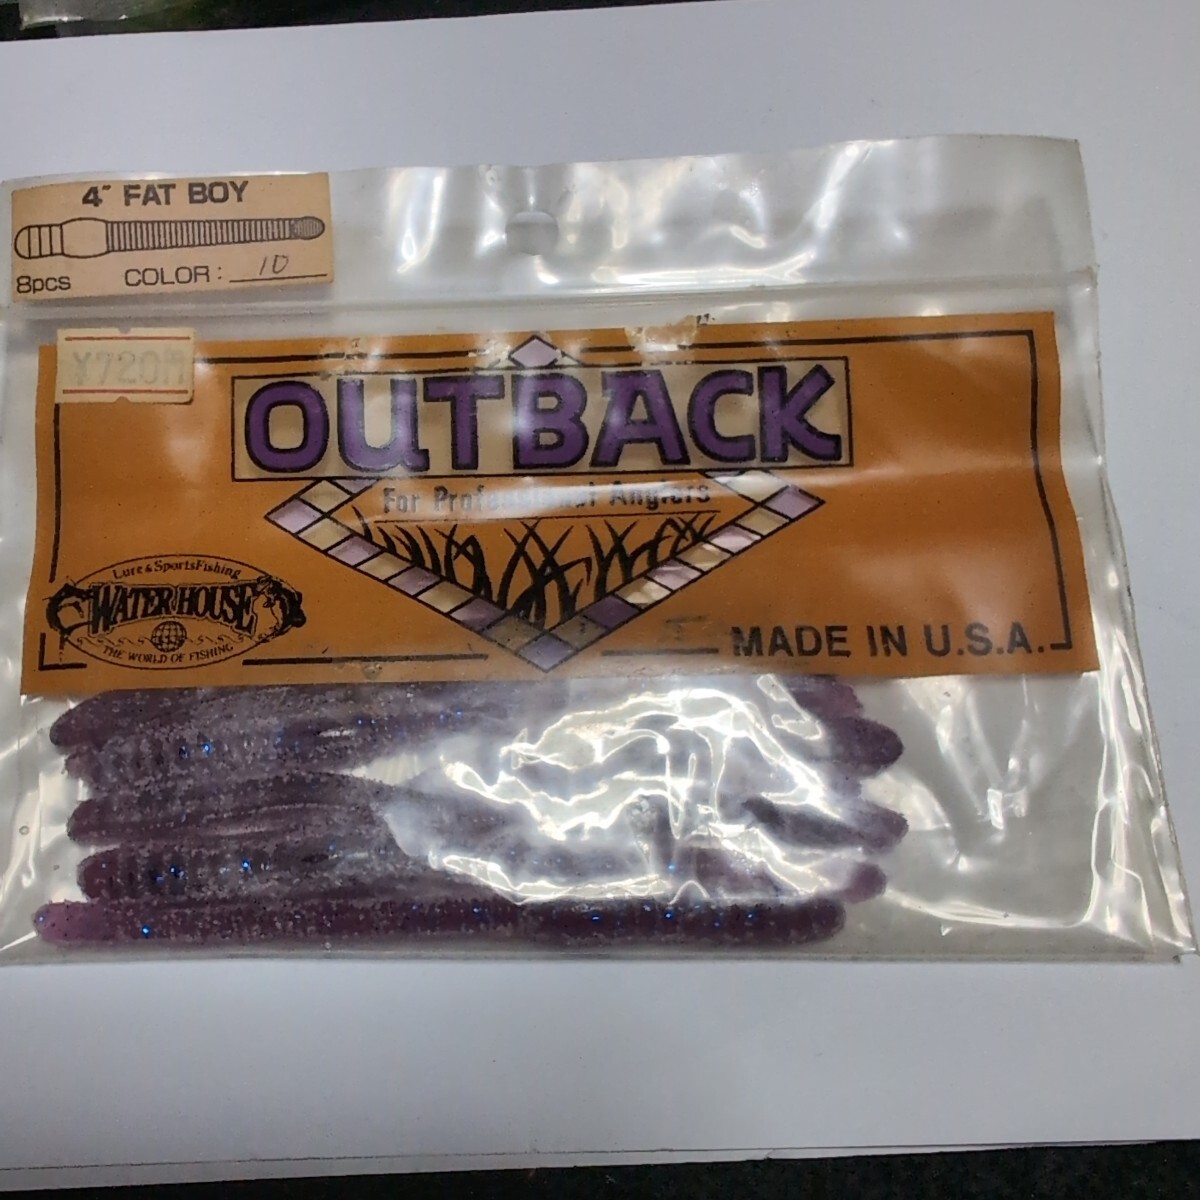 4" FAT BOY
8pcs COLOR: 10
¥720円
OUTBACK
For Professional Anglers
Lure & SportsFishing
WATER HOUSE
THE WORLD OF FISHING
MADE IN U.S.A.